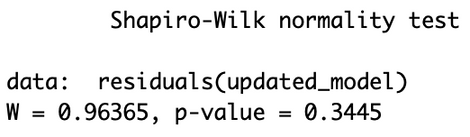 Shapiro-Wilk normality test
data:  residuals(updated_model)
W = 0.96365, p-value = 0.3445